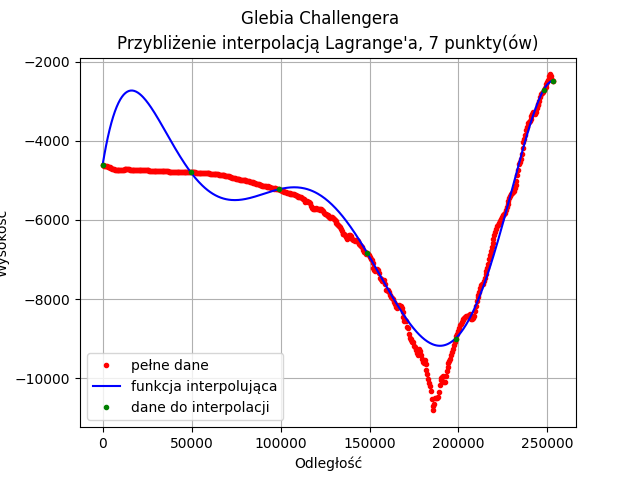 Glebia Challengera
Przybliżenie interpolacją Lagrange'a, 7 punkty(ów)
−2000
−4000
−6000
−8000
−10000
Wysokość
pełne dane
funkcja interpolująca
dane do interpolacji
0
50000
100000
150000
200000
250000
Odległość